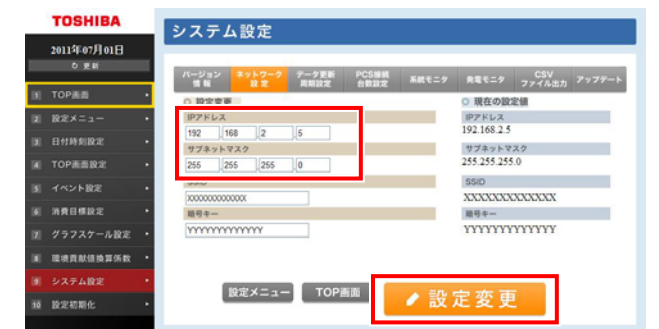 TOSHIBA
2011年07月01日
更新
1 TOP画面
2 設定メニュー
3 日付時刻設定
4 TOP画面設定
5 イベント設定
6 消費目標設定
7 グラフスケール設定
8 環境貢献値換算係数
9 システム設定
10 設定初期化
システム設定
バージョン情報
ネットワーク設定
データ更新周期設定
PCS接続台数設定
系統モニタ
発電モニタ
CSVファイル出力
アップデート
設定変更
IPアドレス
192 168 2 5
サブネットマスク
255 255 255 0
SSID
XXXXXXXXXXXXX
暗号キー
YYYYYYYYYYYYY
現在の設定値
IPアドレス
192.168.2.5
サブネットマスク
255.255.255.0
SSID
XXXXXXXXXXXXX
暗号キー
YYYYYYYYYYYYY
設定メニュー
TOP画面
設定変更